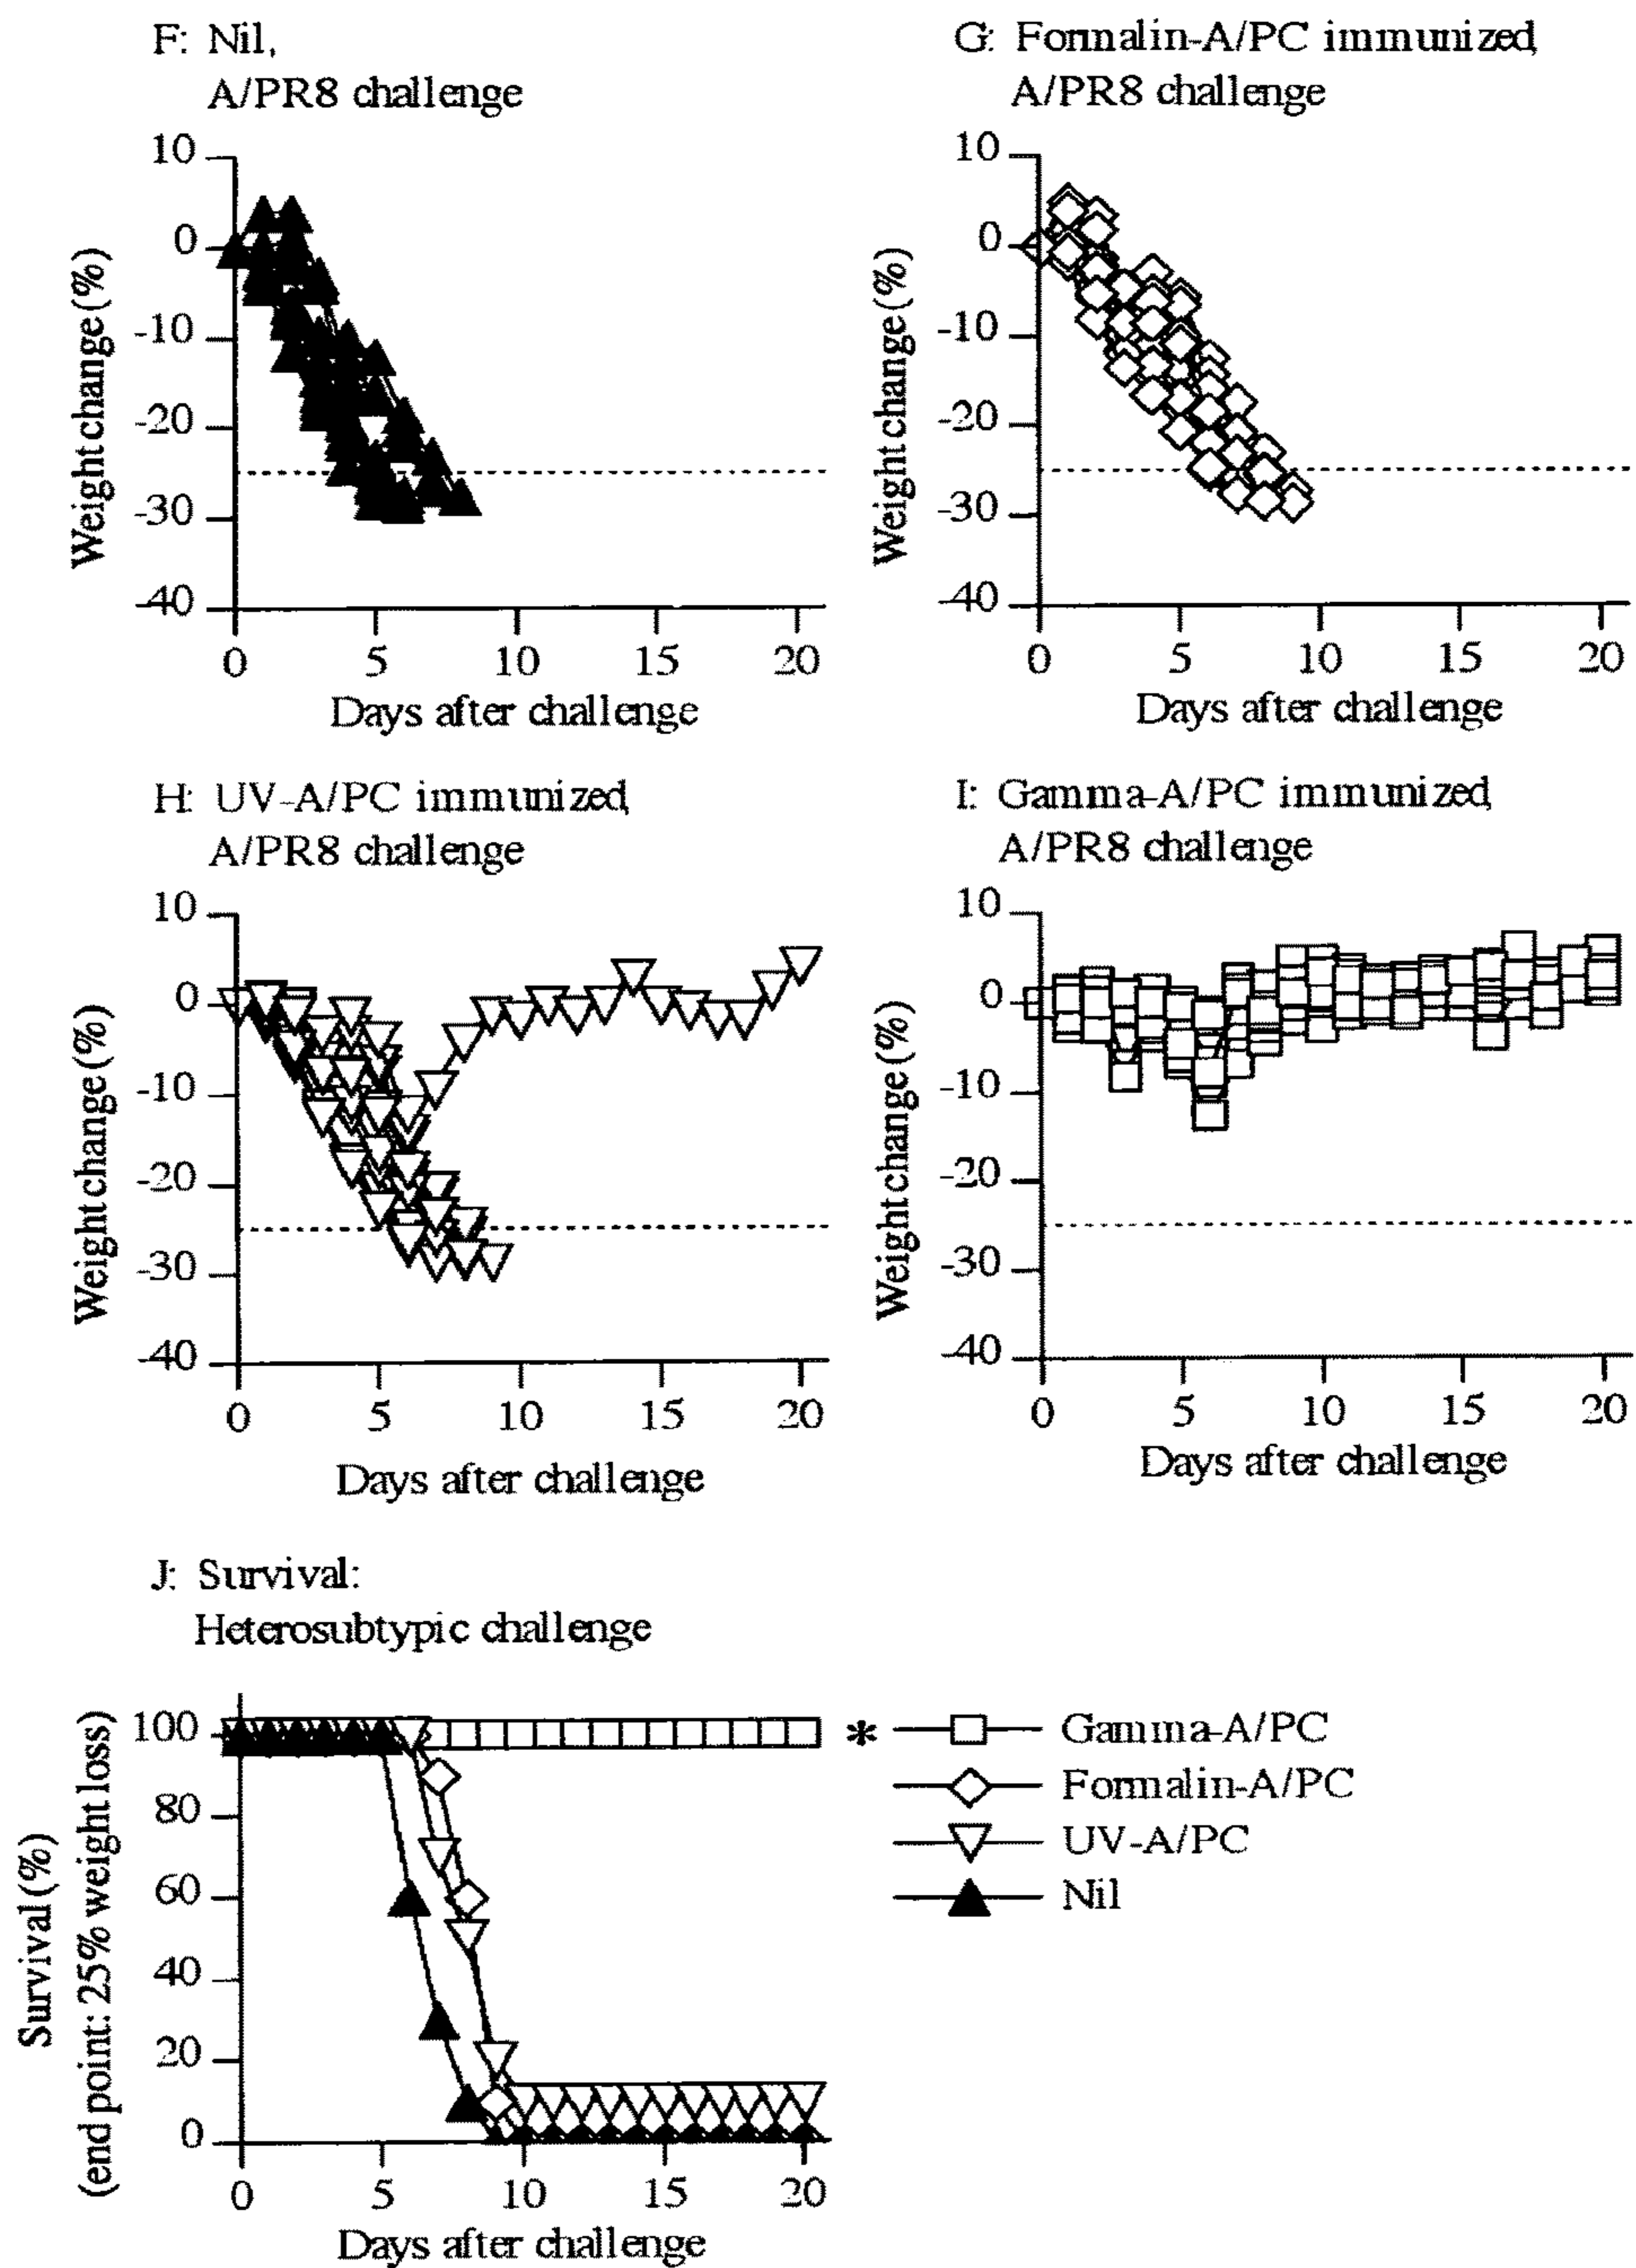 F: Nil,
A/PR8 challenge
G: Formalin-A/PC immunized,
A/PR8 challenge
Weight change (%)
10
0
-10
-20
-30
-40
0 5 10 15 20
Days after challenge
Weight change (%)
10
0
-10
-20
-30
-40
0 5 10 15 20
Days after challenge
H: UV-A/PC immunized,
A/PR8 challenge
I: Gamma-A/PC immunized,
A/PR8 challenge
Weight change (%)
10
0
-10
-20
-30
-40
0 5 10 15 20
Days after challenge
Weight change (%)
10
0
-10
-20
-30
-40
0 5 10 15 20
Days after challenge
J: Survival:
Heterosubtypic challenge
Survival (%)
(end point: 25% weight loss)
100
80
60
40
20
0
0 5 10 15 20
Days after challenge
* Gamma-A/PC
Formalin-A/PC
UV-A/PC
Nil